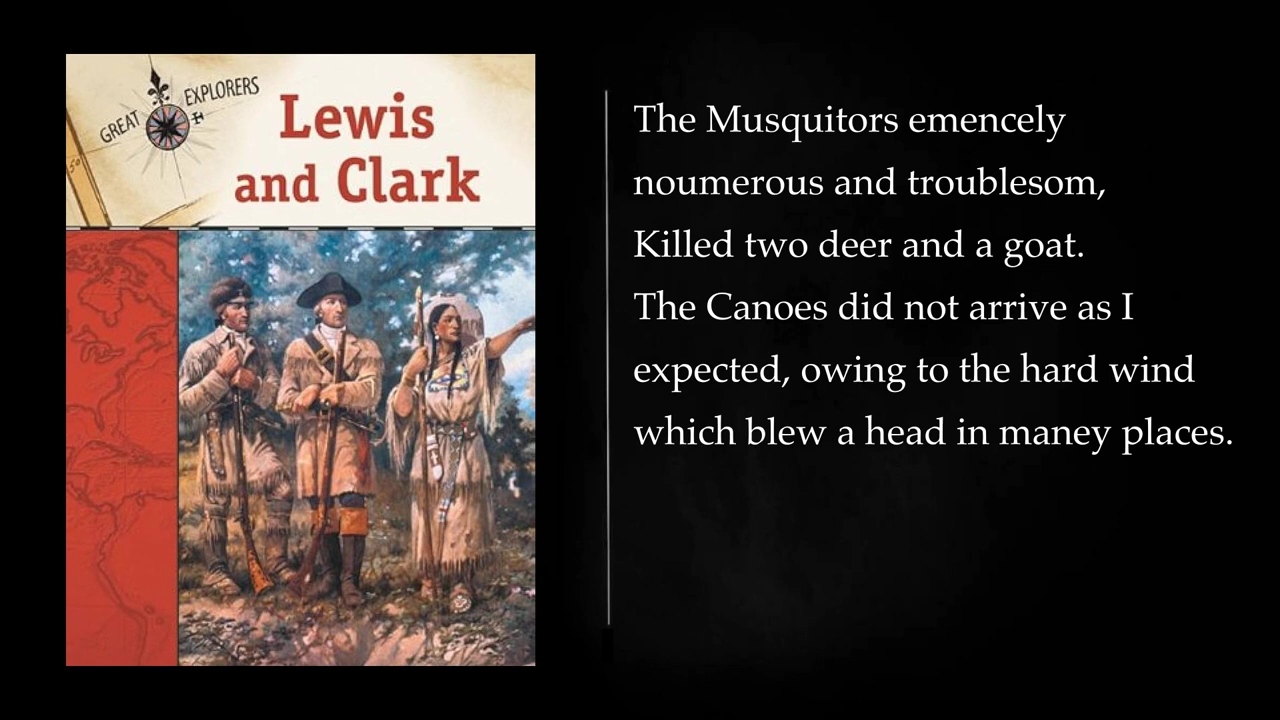 GREAT EXPLORERS
Lewis
and Clark
The Musquitors emencely
noumerous and troublesom,
Killed two deer and a goat.
The Canoes did not arrive as I
expected, owing to the hard wind
which blew a head in maney places.